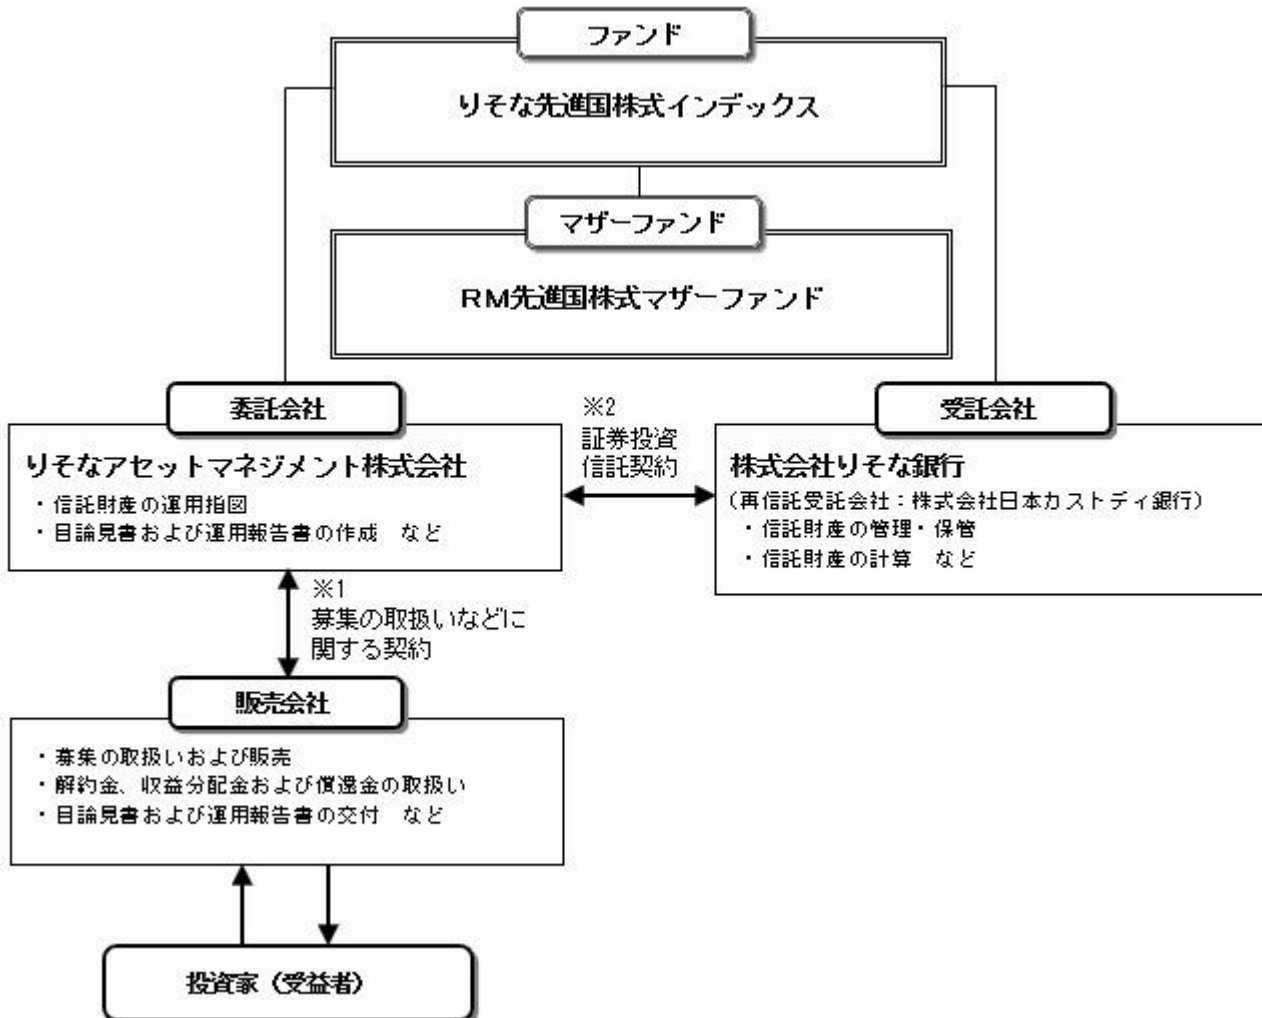 ファンド
りそな先進国株式インデックス
マザーファンド
RM先進国株式マザーファンド
委託会社
りそなアセットマネジメント株式会社
・信託財産の運用指図
・目論見書および運用報告書の作成 など
※2
証券投資
信託契約
受託会社
株式会社りそな銀行
(再信託受託会社:株式会社日本カストディ銀行)
・信託財産の管理・保管
・信託財産の計算 など
※1
募集の取扱いなどに
関する契約
販売会社
・募集の取扱いおよび販売
・解約金、収益分配金および償還金の取扱い
・目論見書および運用報告書の交付 など
投資家(受益者)